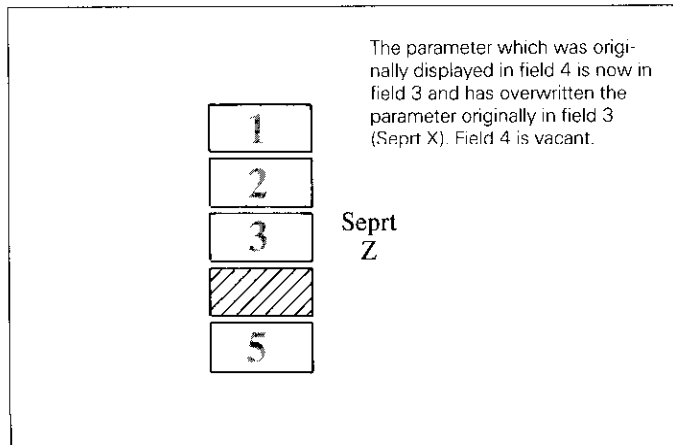 The parameter which was origi-
nally displayed in field 4 is now in
field 3 and has overwritten the
parameter originally in field 3
(Seprt X). Field 4 is vacant.
1
2
3
Seprt
Z
5